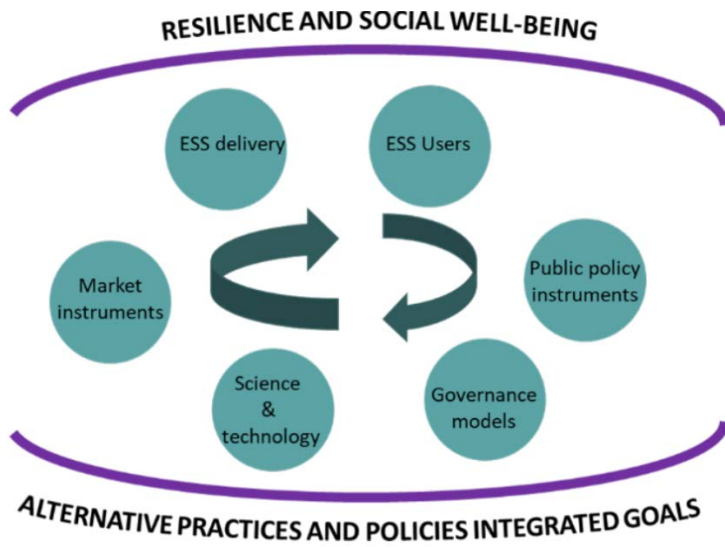 RESILIENCE AND SOCIAL WELL-BEING
ESS delivery
ESS Users
Market
instruments
Public policy
instruments
Science
&
technology
Governance
models
ALTERNATIVE PRACTICES AND POLICIES INTEGRATED GOALS